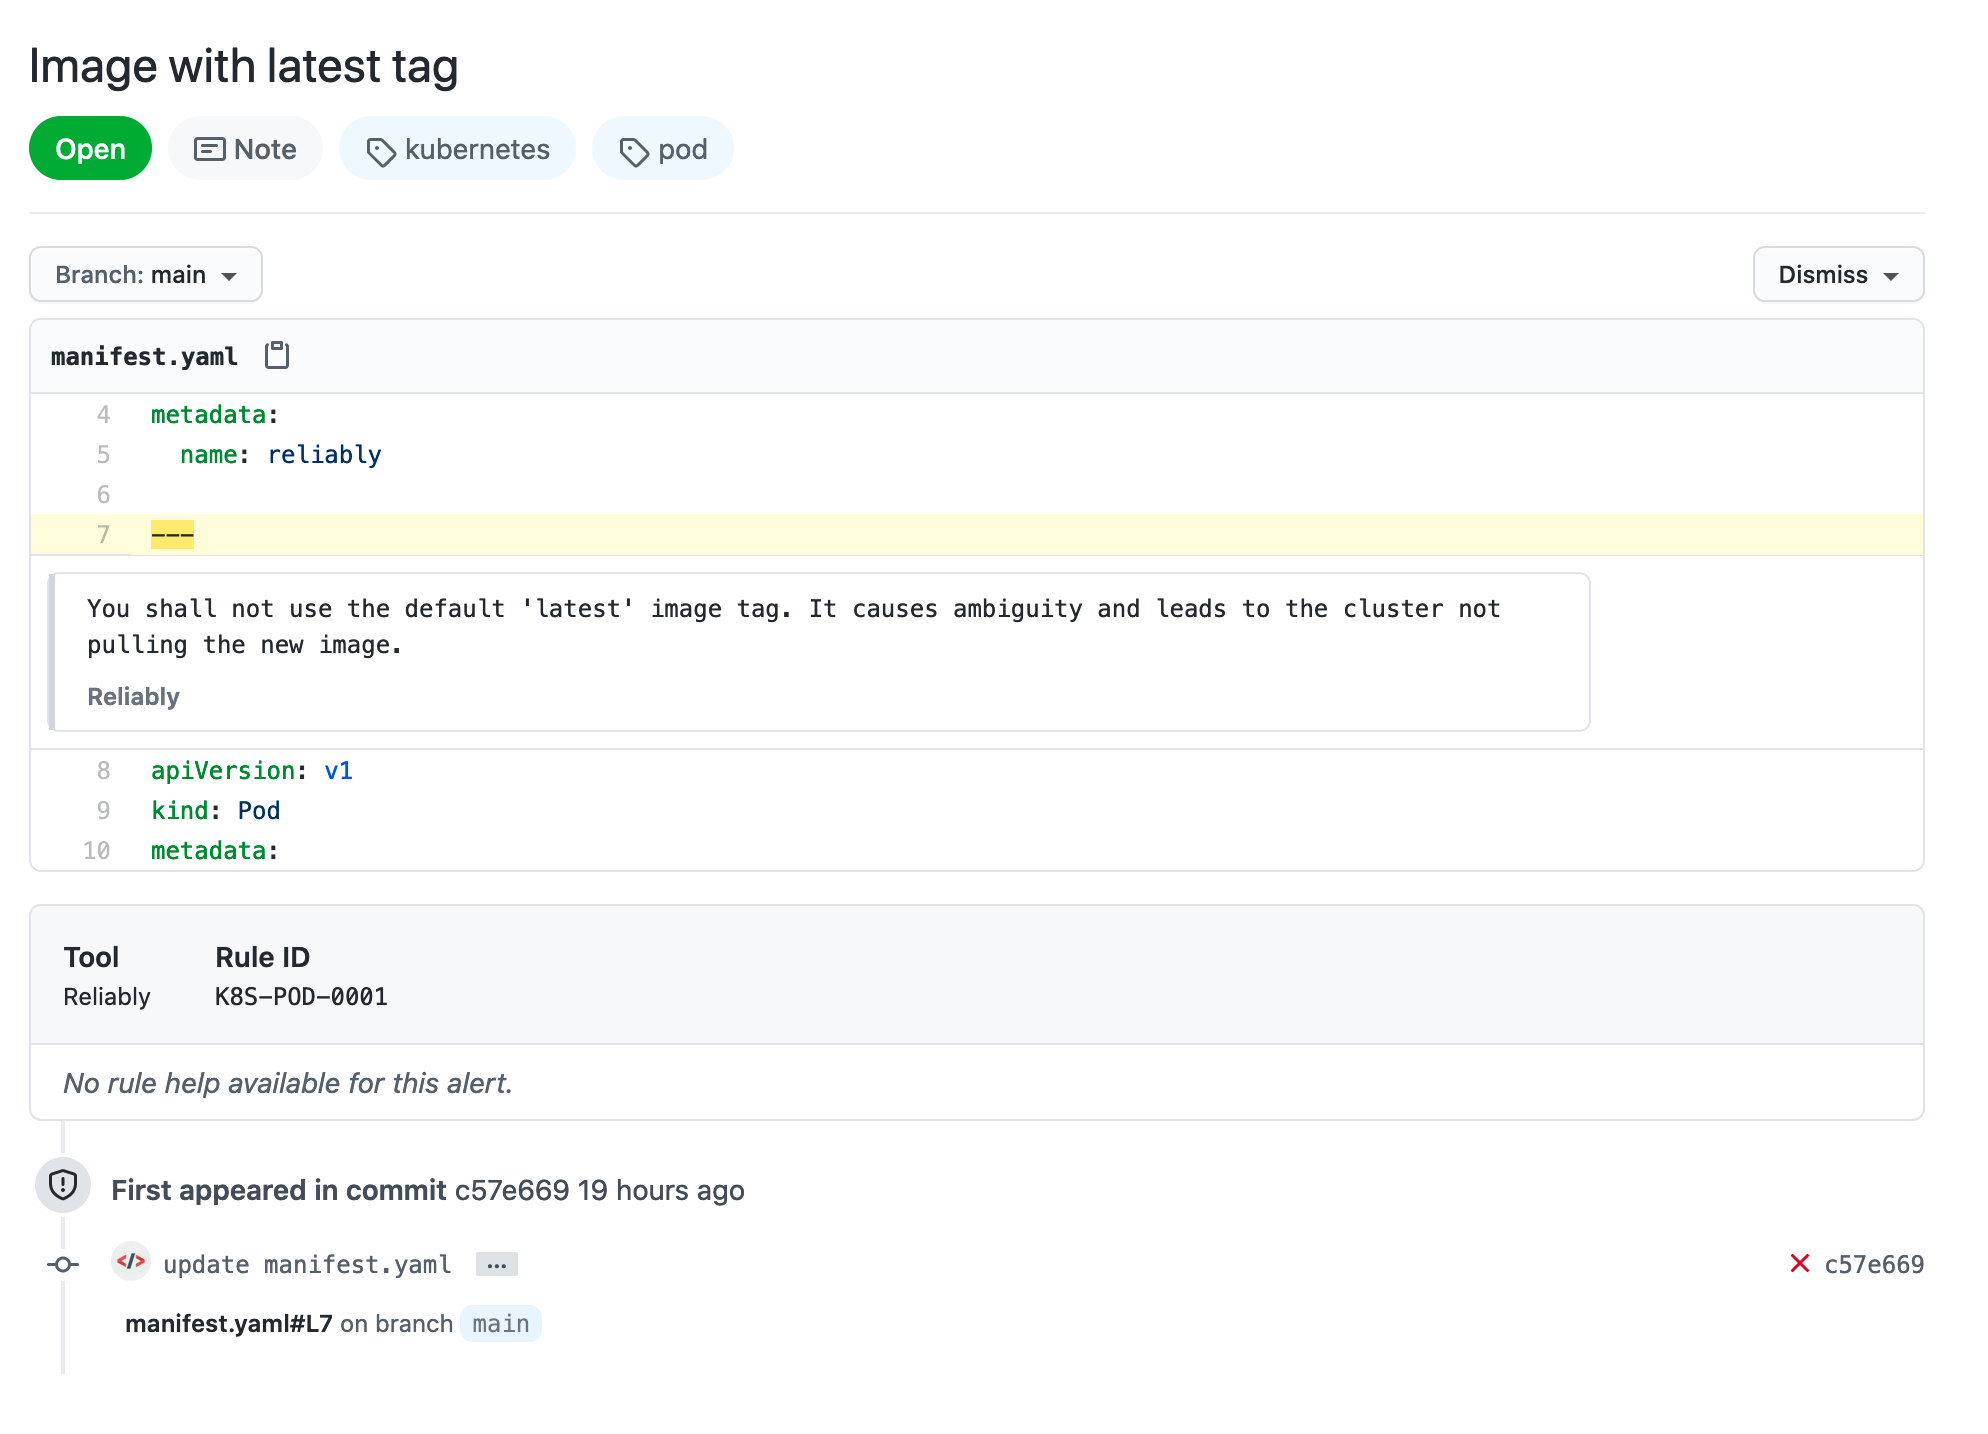 Image with latest tag
Open Note kubernetes pod
Branch: main Dismiss
manifest.yaml
4 metadata:
5 name: reliably
6
7 ---
You shall not use the default 'latest' image tag. It causes ambiguity and leads to the cluster not
pulling the new image.
Reliably
8 apiVersion: v1
9 kind: Pod
10 metadata:
Tool Rule ID
Reliably K8S-POD-0001
No rule help available for this alert.
First appeared in commit c57e669 19 hours ago
</> update manifest.yaml ... c57e669
manifest.yaml#L7 on branch main